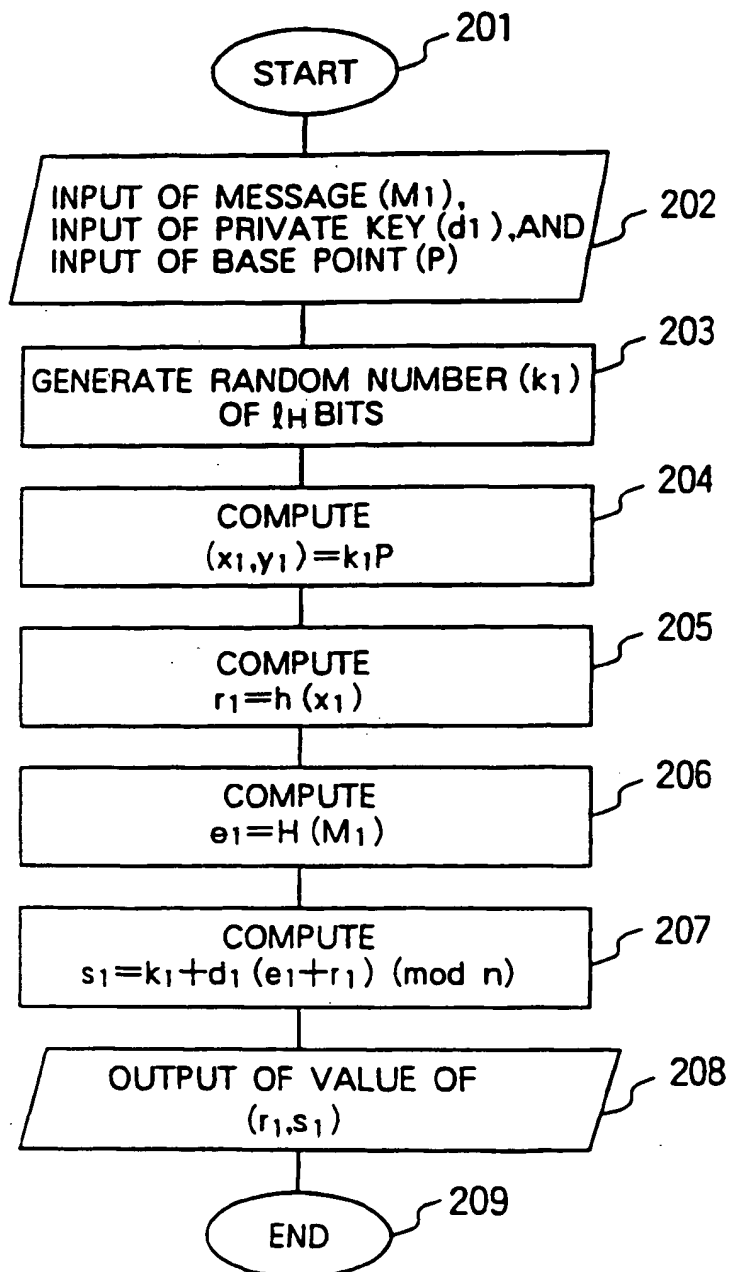 201
START
INPUT OF MESSAGE (M1),
INPUT OF PRIVATE KEY (d1), AND
INPUT OF BASE POINT (P)
202
203
GENERATE RANDOM NUMBER (k1)
OF ℓH BITS
204
COMPUTE
(x1,y1)=k1P
205
COMPUTE
r1=h(x1)
206
COMPUTE
e1=H(M1)
207
COMPUTE
s1=k1+d1(e1+r1) (mod n)
208
OUTPUT OF VALUE OF
(r1,s1)
209
END